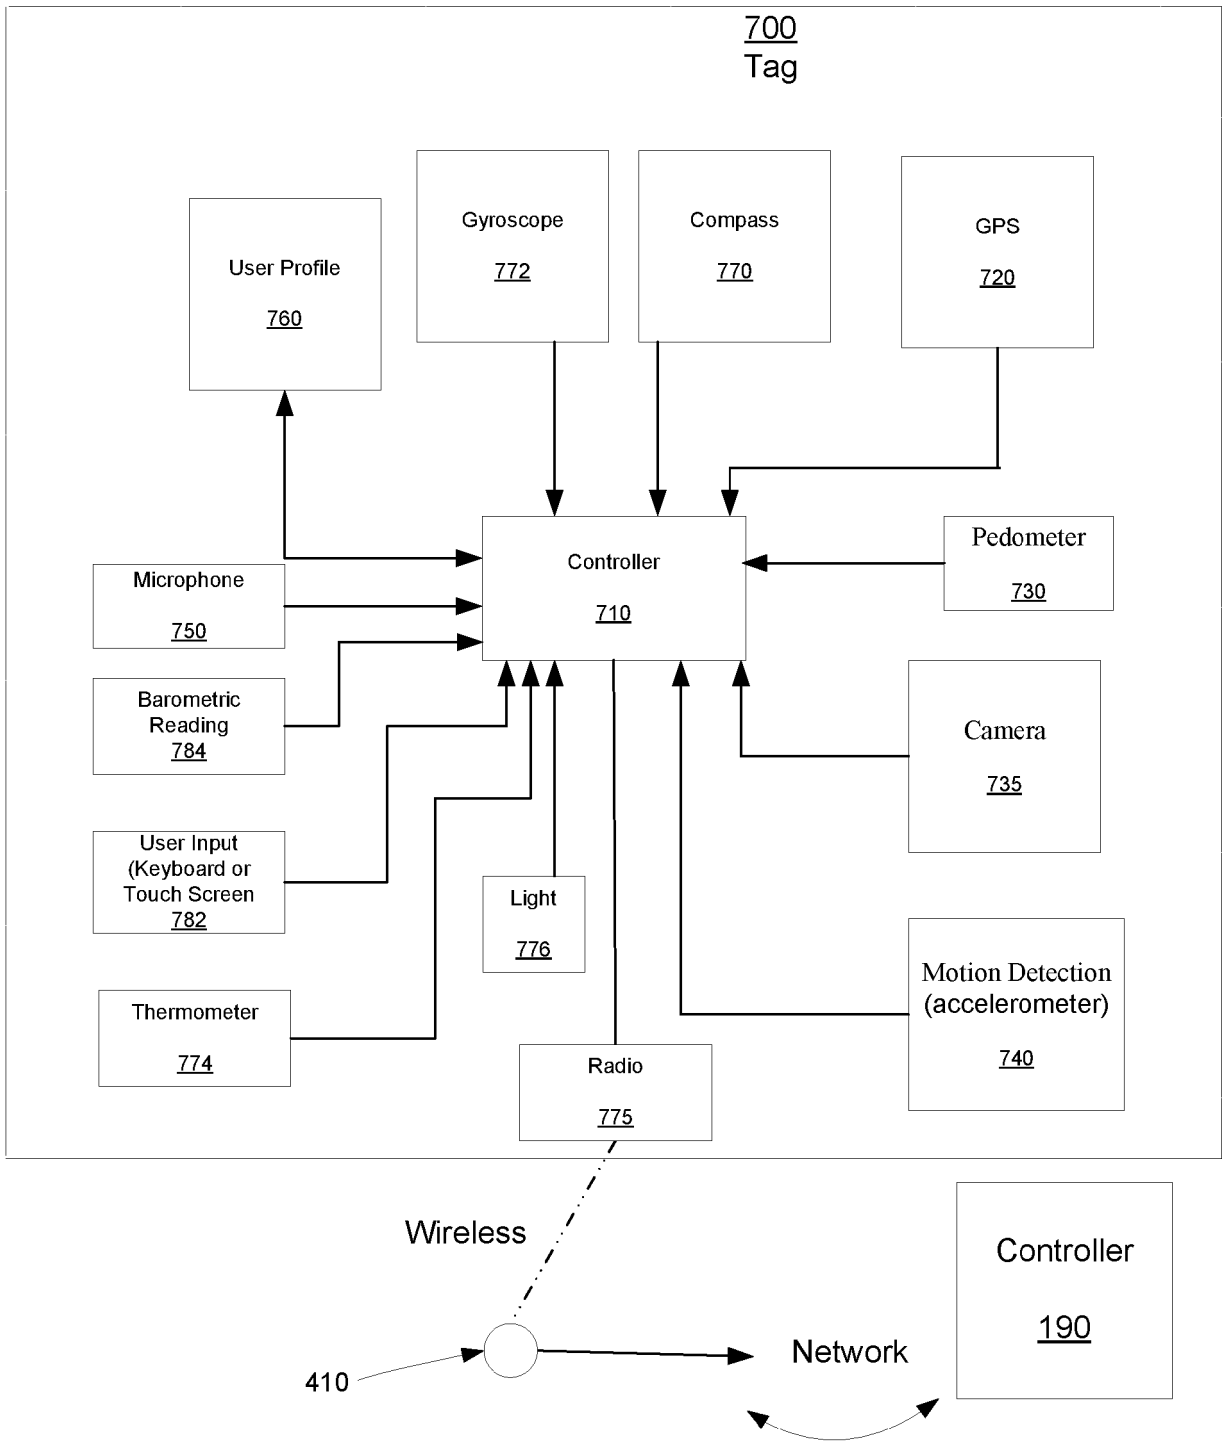 700
Tag
Gyroscope
772
Compass
770
GPS
720
User Profile
760
Controller
710
Pedometer
730
Microphone
750
Barometric
Reading
784
Camera
735
User Input
(Keyboard or
Touch Screen
782
Light
776
Motion Detection
(accelerometer)
740
Thermometer
774
Radio
775
Wireless
Controller
190
Network
410